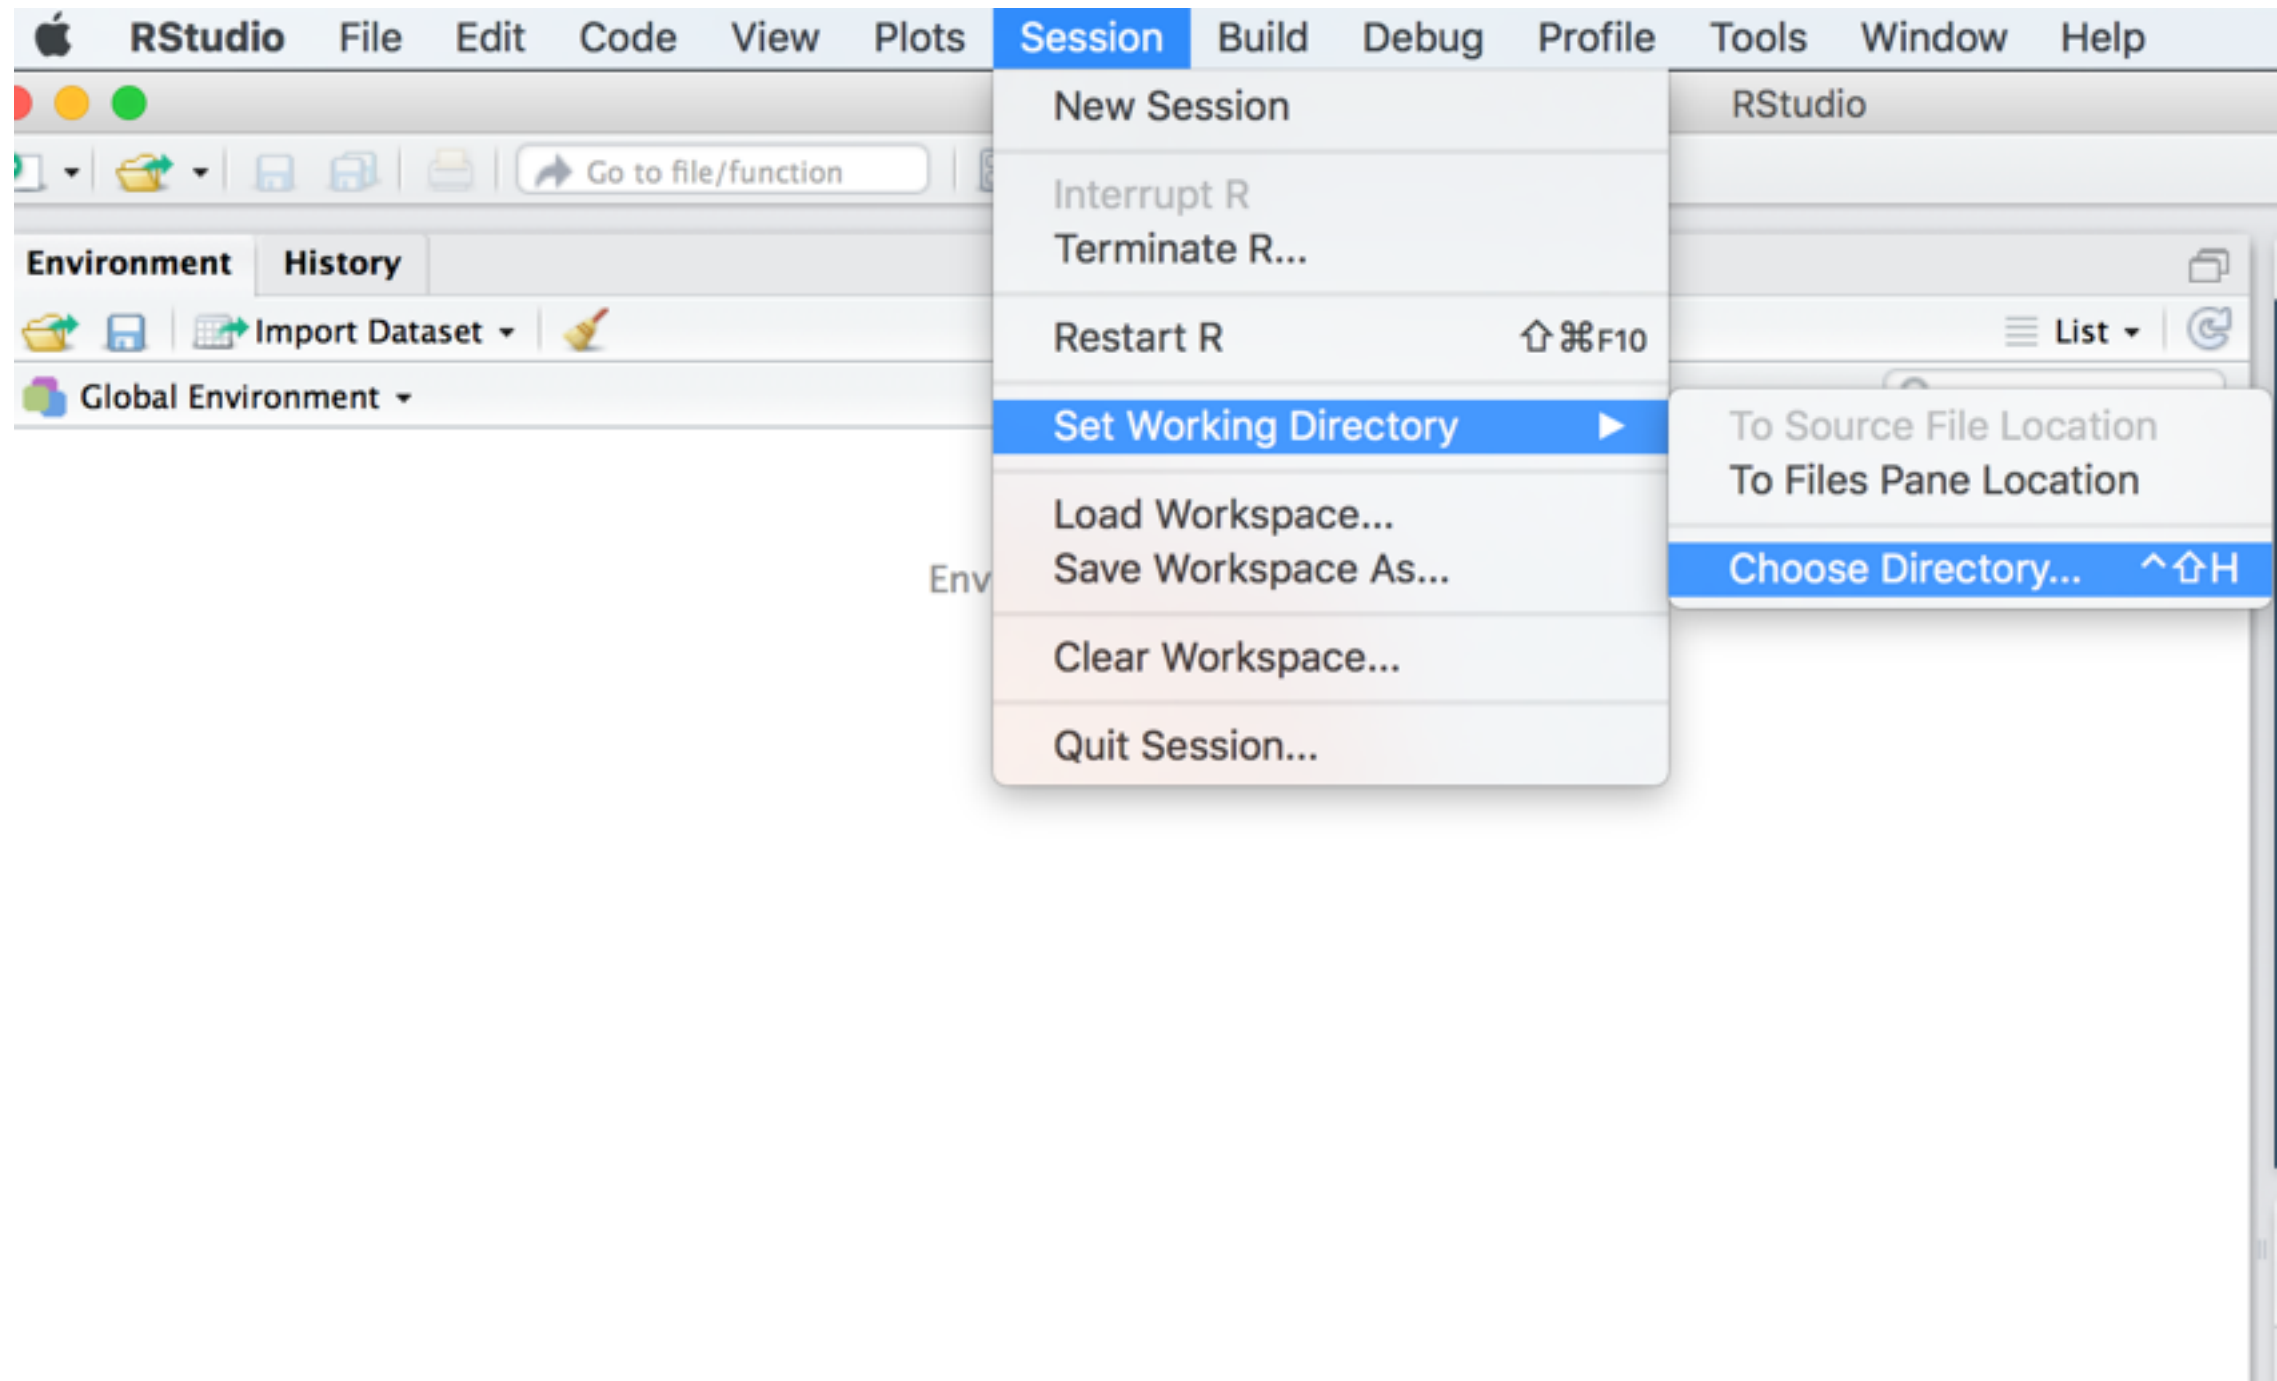 RStudio File Edit Code View Plots Session Build Debug Profile Tools Window Help
RStudio
Go to file/function
Environment History
Import Dataset
List
Global Environment
Env
New Session
Interrupt R
Terminate R...
Restart R ⇧⌘F10
Set Working Directory ▶
Load Workspace...
Save Workspace As...
Clear Workspace...
Quit Session...
To Source File Location
To Files Pane Location
Choose Directory... ^⇧H